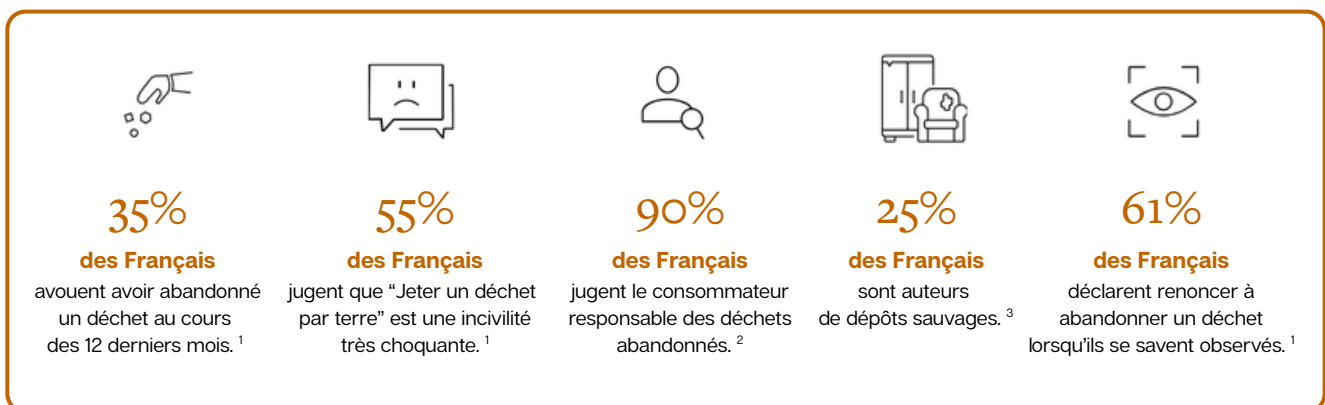 35%
des Français
avouent avoir abandonné
un déchet au cours
des 12 derniers mois. ¹
55%
des Français
jugent que “Jeter un déchet
par terre” est une incivilité
très choquante. ¹
90%
des Français
jugent le consommateur
responsable des déchets
abandonnés. ²
25%
des Français
sont auteurs
de dépôts sauvages. ³
61%
des Français
déclarent renoncer à
abandonner un déchet
lorsqu’ils se savent observés. ¹